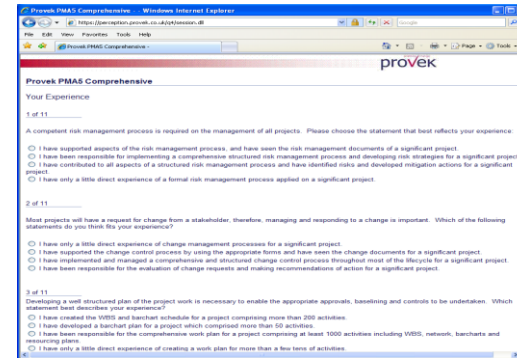 Provek PMA5 Comprehensive - - Windows Internet Explorer
https://perception.provek.co.uk/q4/session.dll
Google
File Edit View Favorites Tools Help
Provek PMA5 Comprehensive -
Page Tools
provek
Provek PMA5 Comprehensive
Your Experience
1 of 11
A competent risk management process is required on the management of all projects. Please choose the statement that best reflects your experience:
I have supported aspects of the risk management process, and have seen the risk management documents of a significant project.
I have been responsible for implementing a comprehensive structured risk management process and developing risk strategies for a significant project
I have contributed to all aspects of a structured risk management process and have identified risks and developed mitigation actions for a significant
project.
I have only a little direct experience of a formal risk management process applied on a significant project.
2 of 11
Most projects will have a request for change from a stakeholder, therefore, managing and responding to a change is important. Which of the following
statements do you think fits your experience?
I have only a little direct experience of change management processes for a significant project.
I have supported the change control process by using the appropriate forms and have seen the change documents for a significant project.
I have implemented and managed a comprehensive and structured change control process throughout most of the lifecycle for a significant project.
I have been responsible for the evaluation of change requests and making recommendations of action for a significant project.
3 of 11
Developing a well structured plan of the project work is necessary to enable the appropriate approvals, baselining and controls to be undertaken. Which
statement best describes your experience?
I have created the WBS and barchart schedule for a project comprising more than 200 activities.
I have developed a barchart plan for a project which comprised more than 50 activities.
I have been responsible for the comprehensive work plan for a project comprising at least 1000 activities including WBS, network, barcharts and
resourcing plans.
I have only a little direct experience of creating a work plan for more than a few tens of activities.